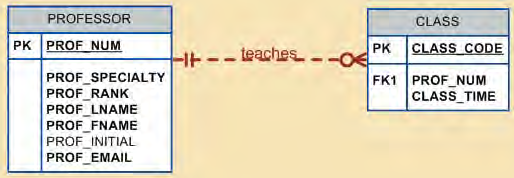 PROFESSOR
PK PROF_NUM
PROF_SPECIALTY
PROF_RANK
PROF_LNAME
PROF_FNAME
PROF_INITIAL
PROF_EMAIL
teaches
CLASS
PK CLASS_CODE
FK1 PROF_NUM
CLASS_TIME